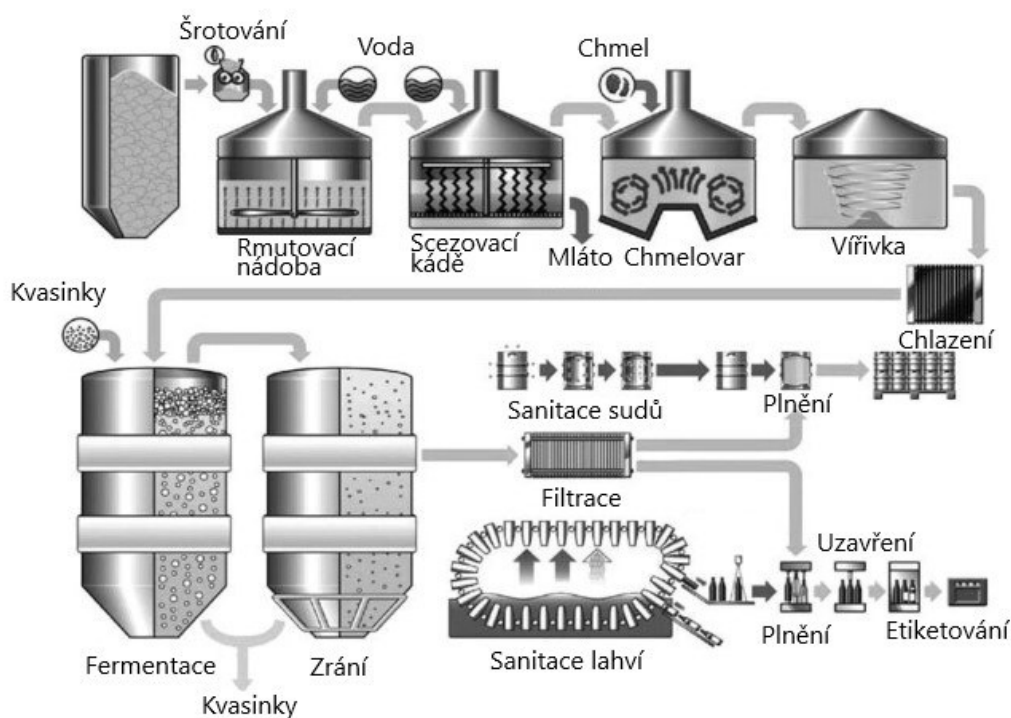 Šrotování
Voda
Chmel
Rmutovací
nádoba
Scezovací
kádě
Mláto
Chmelovar
Vířivka
Kvasinky
Chlazení
Sanitace sudů
Plnění
Filtrace
Uzavření
Plnění
Etiketování
Sanitace lahví
Fermentace
Zrání
Kvasinky